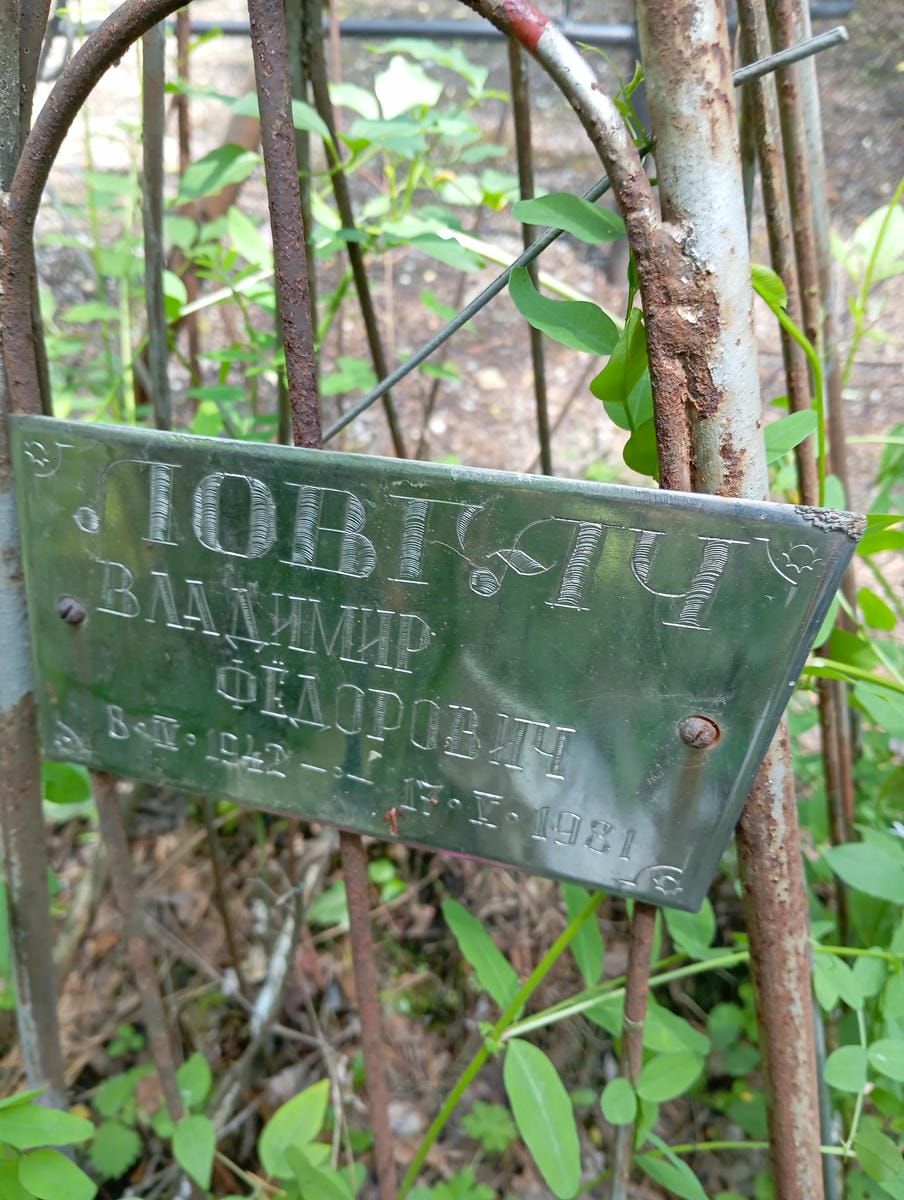 ЛОВГАЧ
ВЛАДИМИР
ФЁДОРОВИЧ
8·IV·1942 –·– 17·V·1981